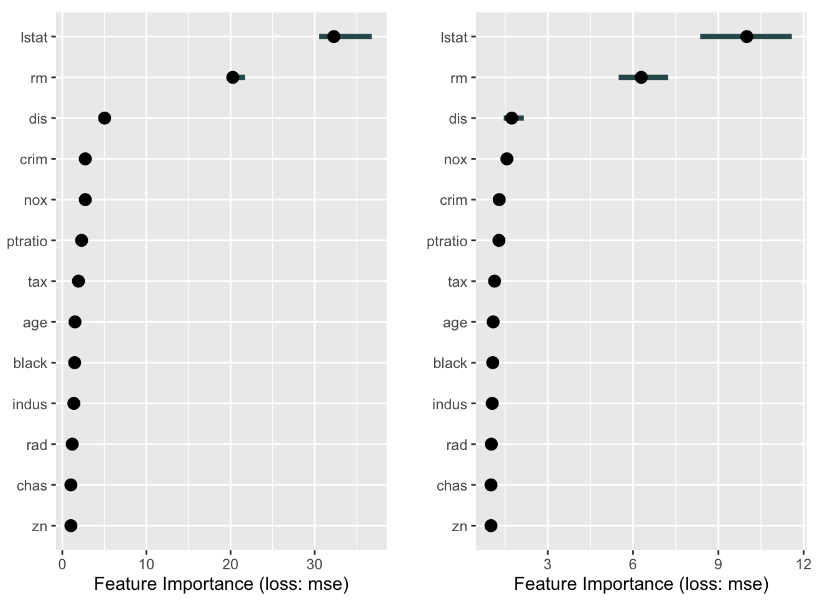 lstat
rm
dis
crim
nox
ptratio
tax
age
black
indus
rad
chas
zn
0 10 20 30
Feature Importance (loss: mse)
lstat
rm
dis
nox
crim
ptratio
tax
age
black
indus
rad
chas
zn
3 6 9 12
Feature Importance (loss: mse)